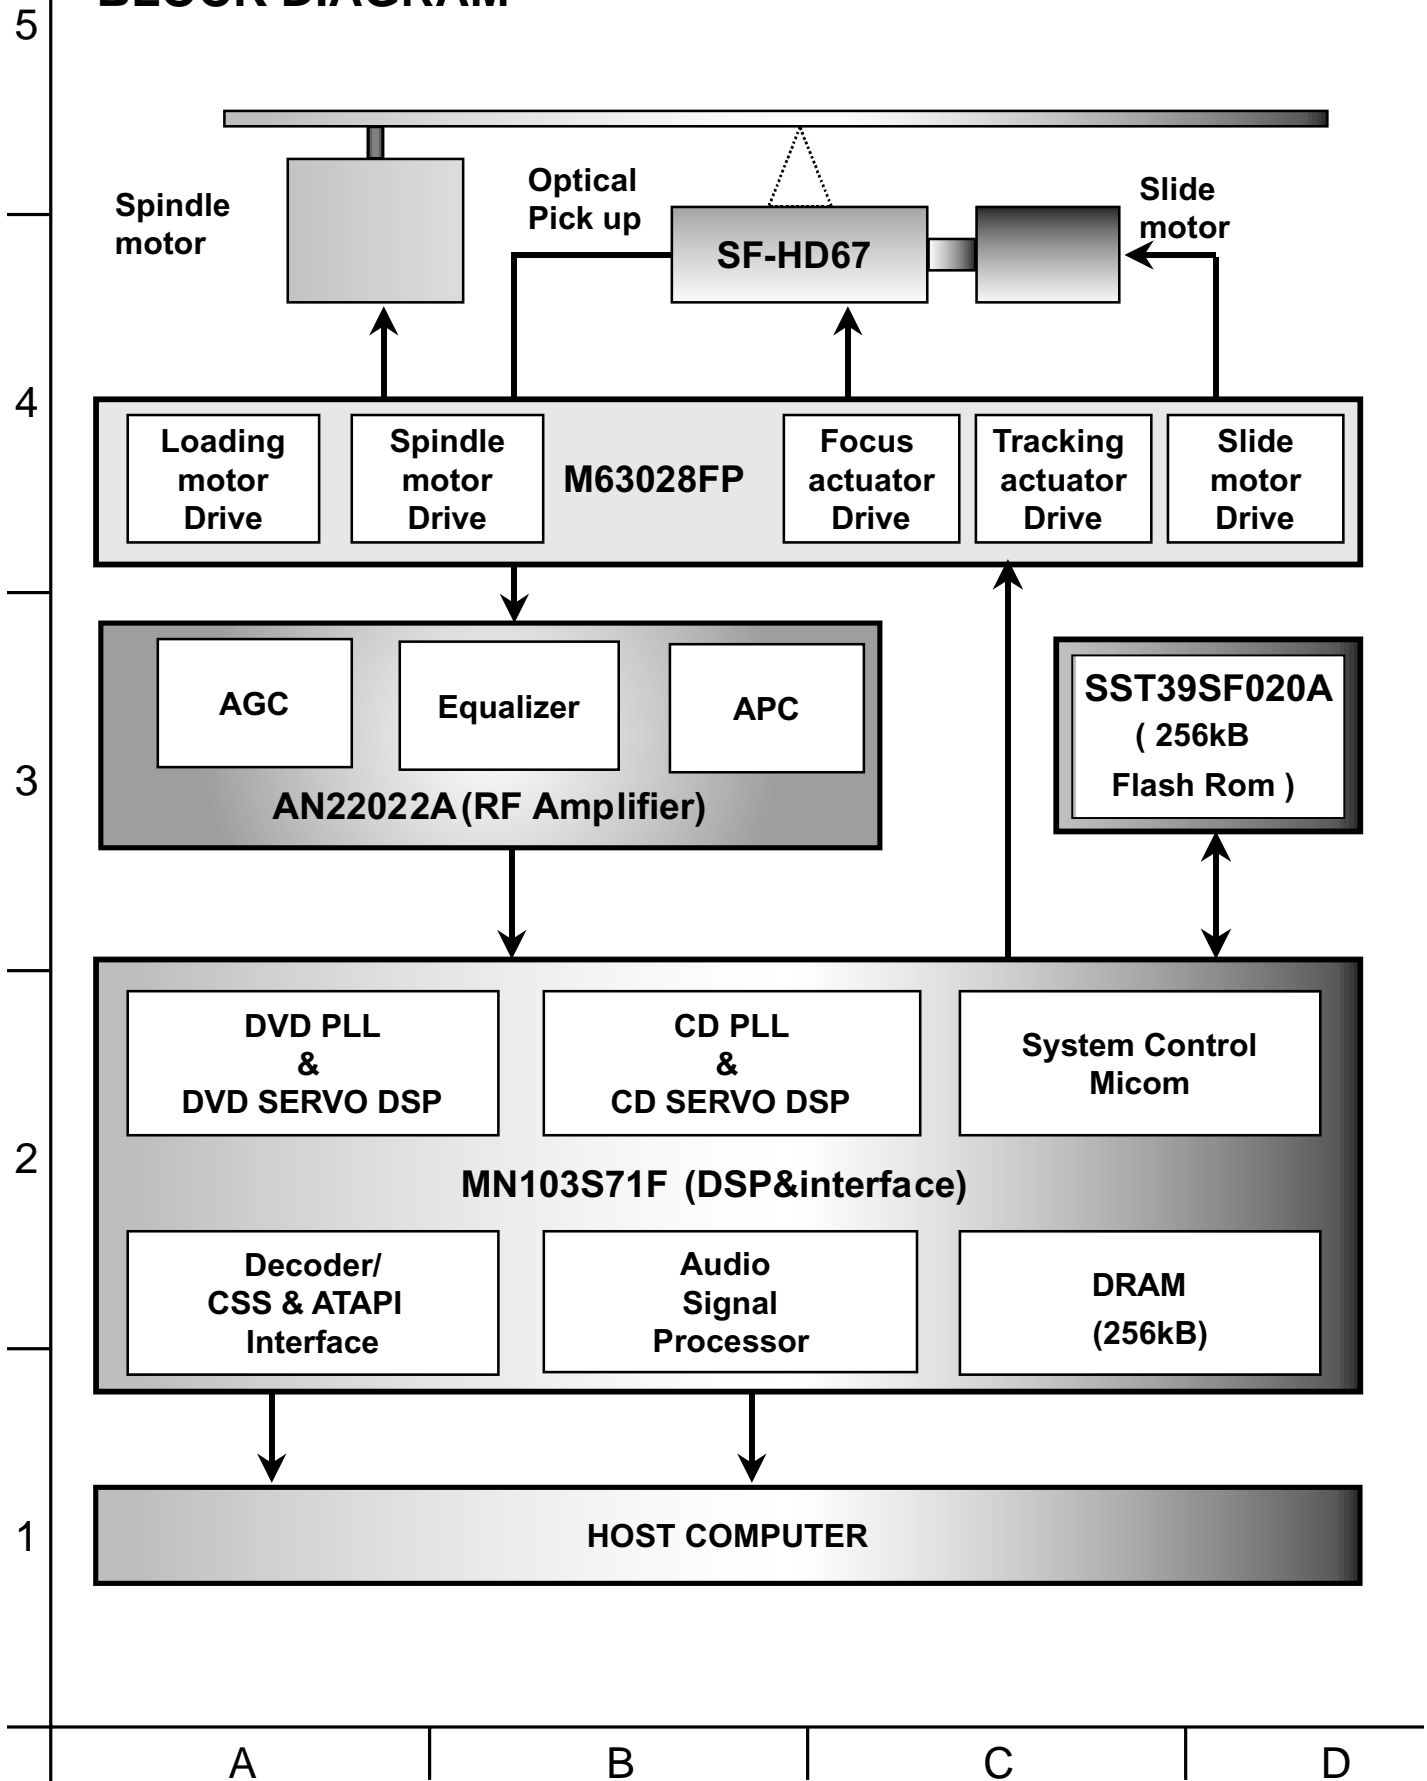 BLOCK DIAGRAM
5
Spindle
motor
Optical
Pick up
SF-HD67
Slide
motor
4
Loading
motor
Drive
Spindle
motor
Drive
M63028FP
Focus
actuator
Drive
Tracking
actuator
Drive
Slide
motor
Drive
AGC
Equalizer
APC
AN22022A (RF Amplifier)
3
SST39SF020A
( 256kB
Flash Rom )
DVD PLL
&
DVD SERVO DSP
CD PLL
&
CD SERVO DSP
System Control
Micom
2
MN103S71F (DSP&interface)
Decoder/
CSS & ATAPI
Interface
Audio
Signal
Processor
DRAM
(256kB)
1
HOST COMPUTER
A
B
C
D